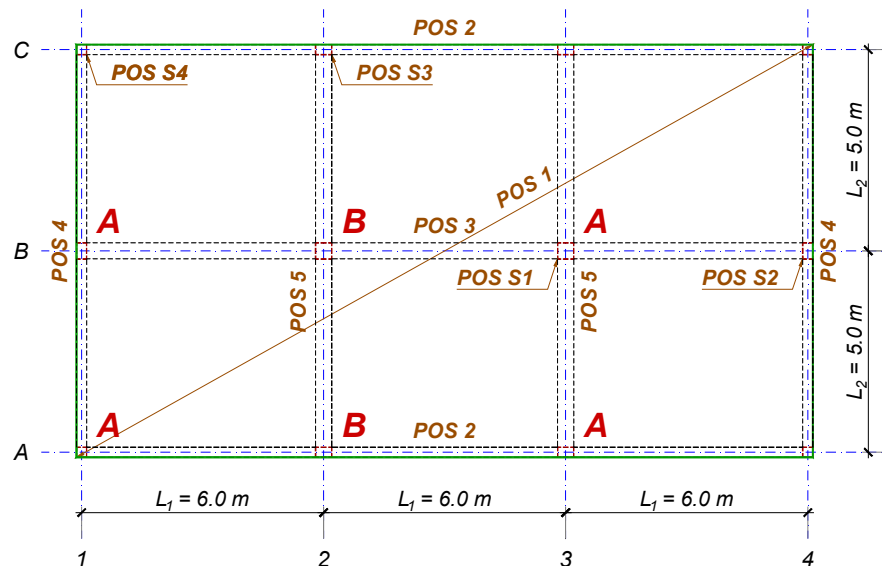 POS 2
C
POS S4
POS S3
POS 1
L2 = 5.0 m
A
B
A
POS 4
POS 3
POS 4
B
POS S1
POS S2
POS 5
POS 5
L2 = 5.0 m
A
B
A
POS 2
A
L1 = 6.0 m
L1 = 6.0 m
L1 = 6.0 m
1
2
3
4